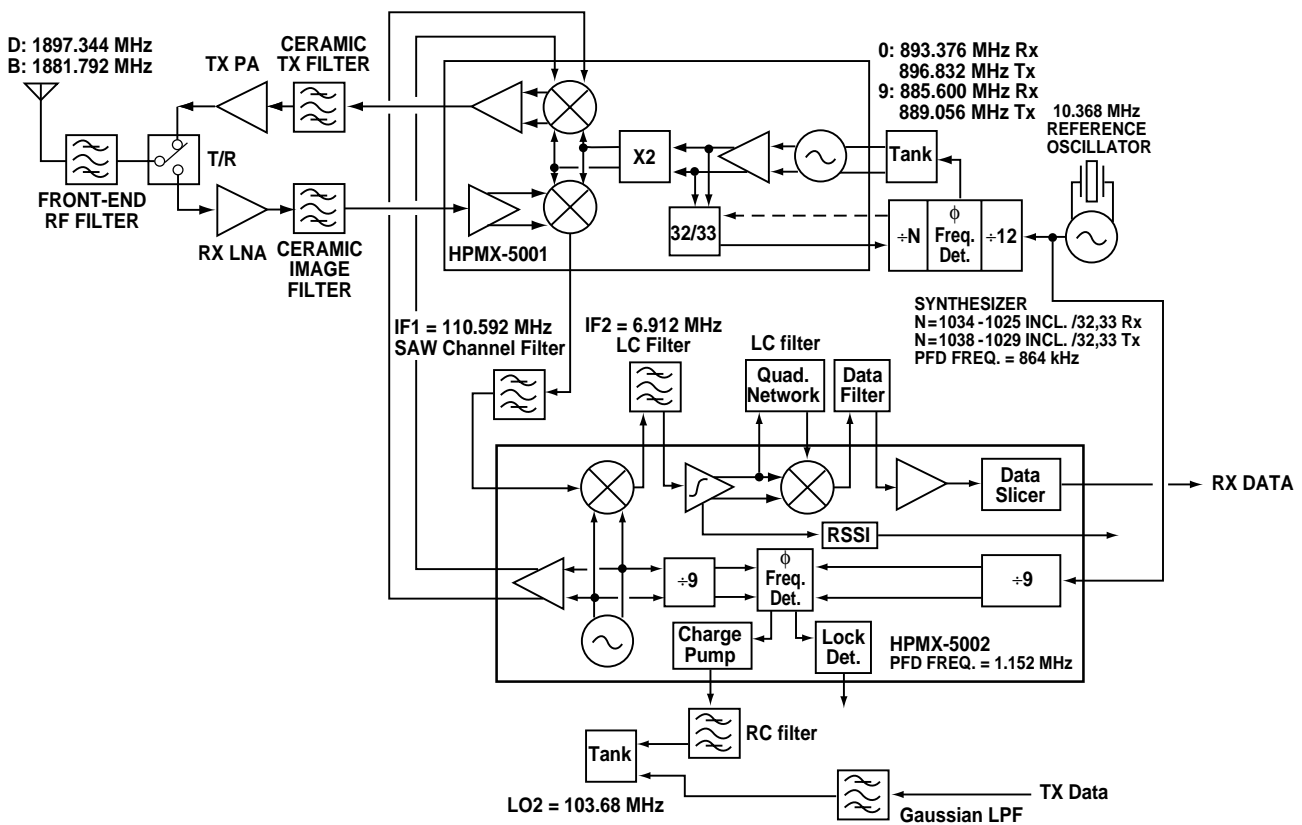 D: 1897.344 MHz
B: 1881.792 MHz
TX PA
CERAMIC
TX FILTER
0: 893.376 MHz Rx
896.832 MHz Tx
9: 885.600 MHz Rx
889.056 MHz Tx
10.368 MHz
REFERENCE
OSCILLATOR
T/R
X2
Tank
FRONT-END
RF FILTER
RX LNA
CERAMIC
IMAGE
FILTER
HPMX-5001
32/33
÷N
ϕ
Freq.
Det.
÷12
SYNTHESIZER
N=1034 -1025 INCL. /32,33 Rx
N=1038 -1029 INCL. /32,33 Tx
PFD FREQ. = 864 kHz
IF1 = 110.592 MHz
SAW Channel Filter
IF2 = 6.912 MHz
LC Filter
LC filter
Quad.
Network
Data
Filter
Data
Slicer
RX DATA
RSSI
÷9
ϕ
Freq.
Det.
÷9
Charge
Pump
Lock
Det.
HPMX-5002
PFD FREQ. = 1.152 MHz
RC filter
Tank
LO2 = 103.68 MHz
TX Data
Gaussian LPF